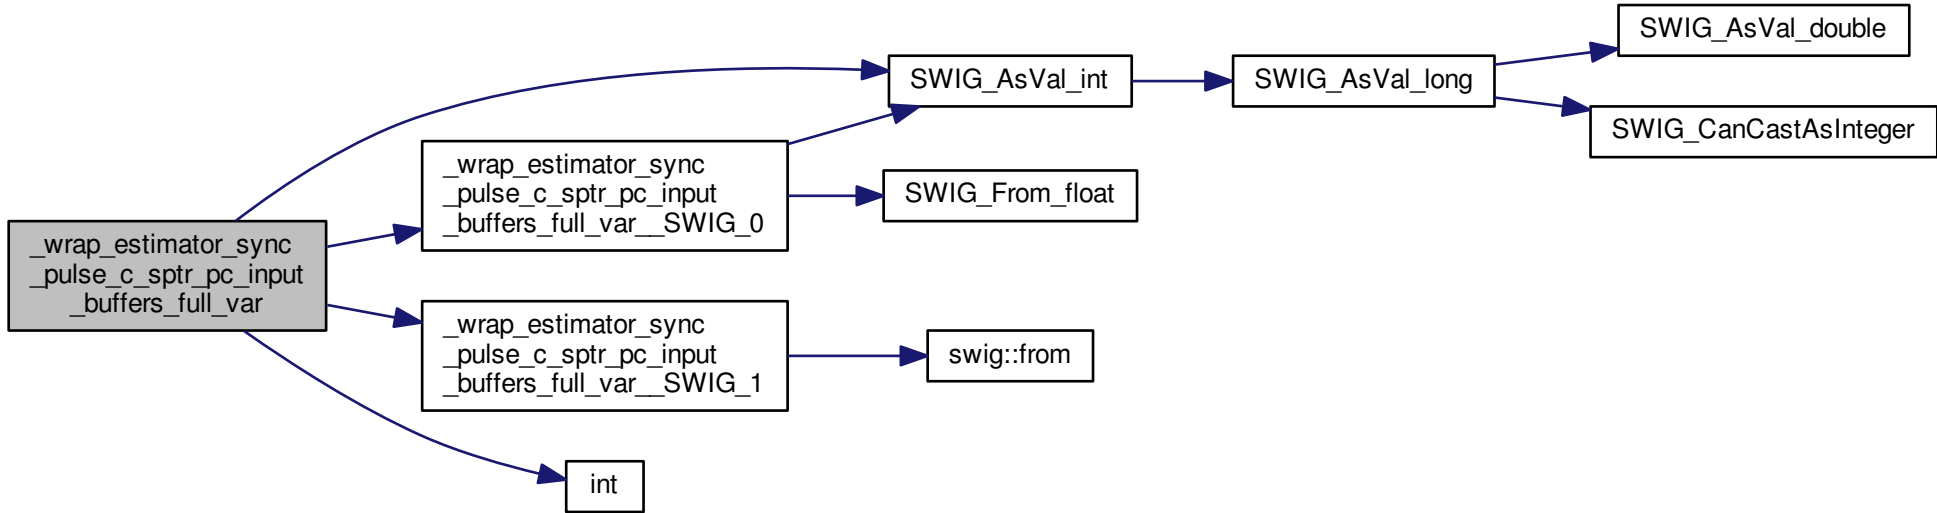 _wrap_estimator_sync
_pulse_c_sptr_pc_input
_buffers_full_var
_wrap_estimator_sync
_pulse_c_sptr_pc_input
_buffers_full_var__SWIG_0
_wrap_estimator_sync
_pulse_c_sptr_pc_input
_buffers_full_var__SWIG_1
int
SWIG_AsVal_int
SWIG_From_float
swig::from
SWIG_AsVal_long
SWIG_AsVal_double
SWIG_CanCastAsInteger